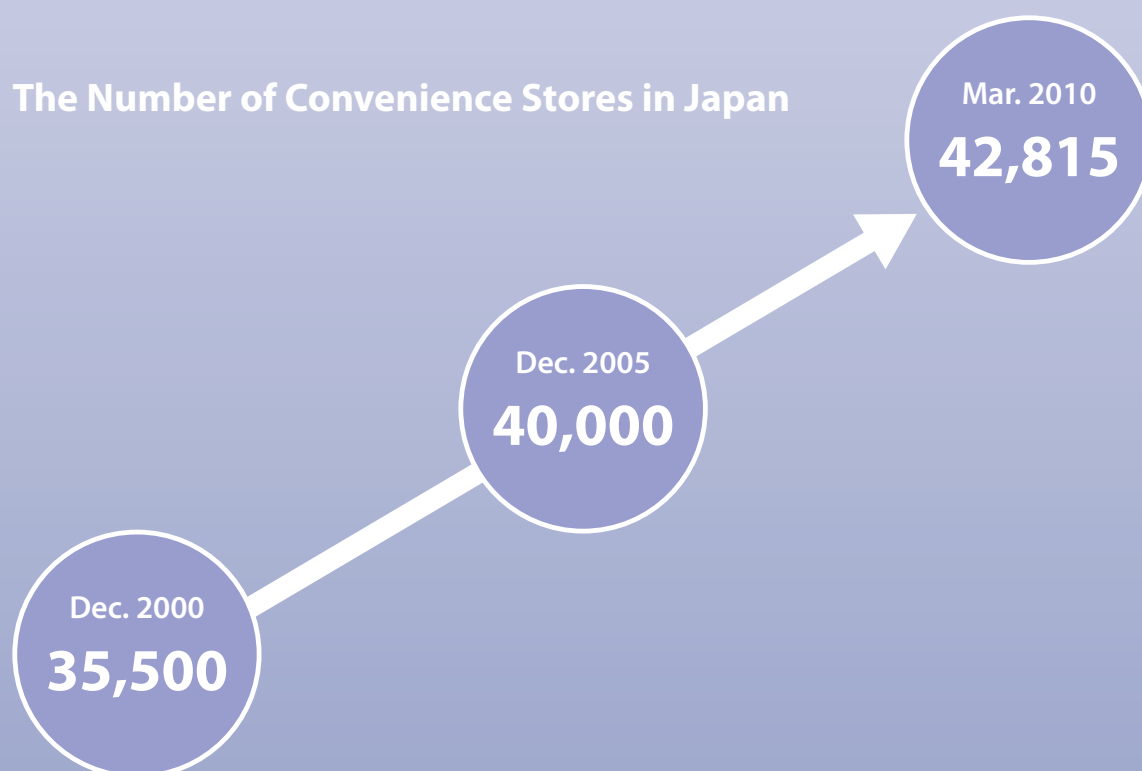 The Number of Convenience Stores in Japan
Mar. 2010
42,815
Dec. 2005
40,000
Dec. 2000
35,500